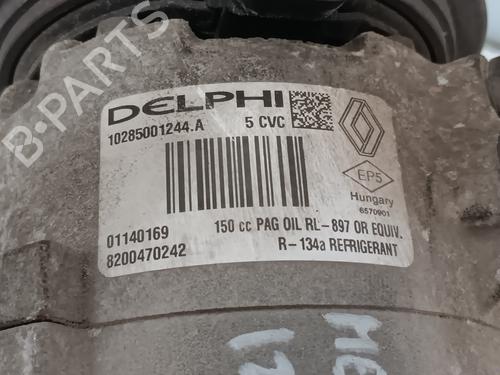 B-PARTS
DELPHI
10285001244.A 5 CVC
EP5
Hungary
6570901
01140169 150 cc PAG OIL RL-897 OR EQUIV.
8200470242 R-134a REFRIGERANT